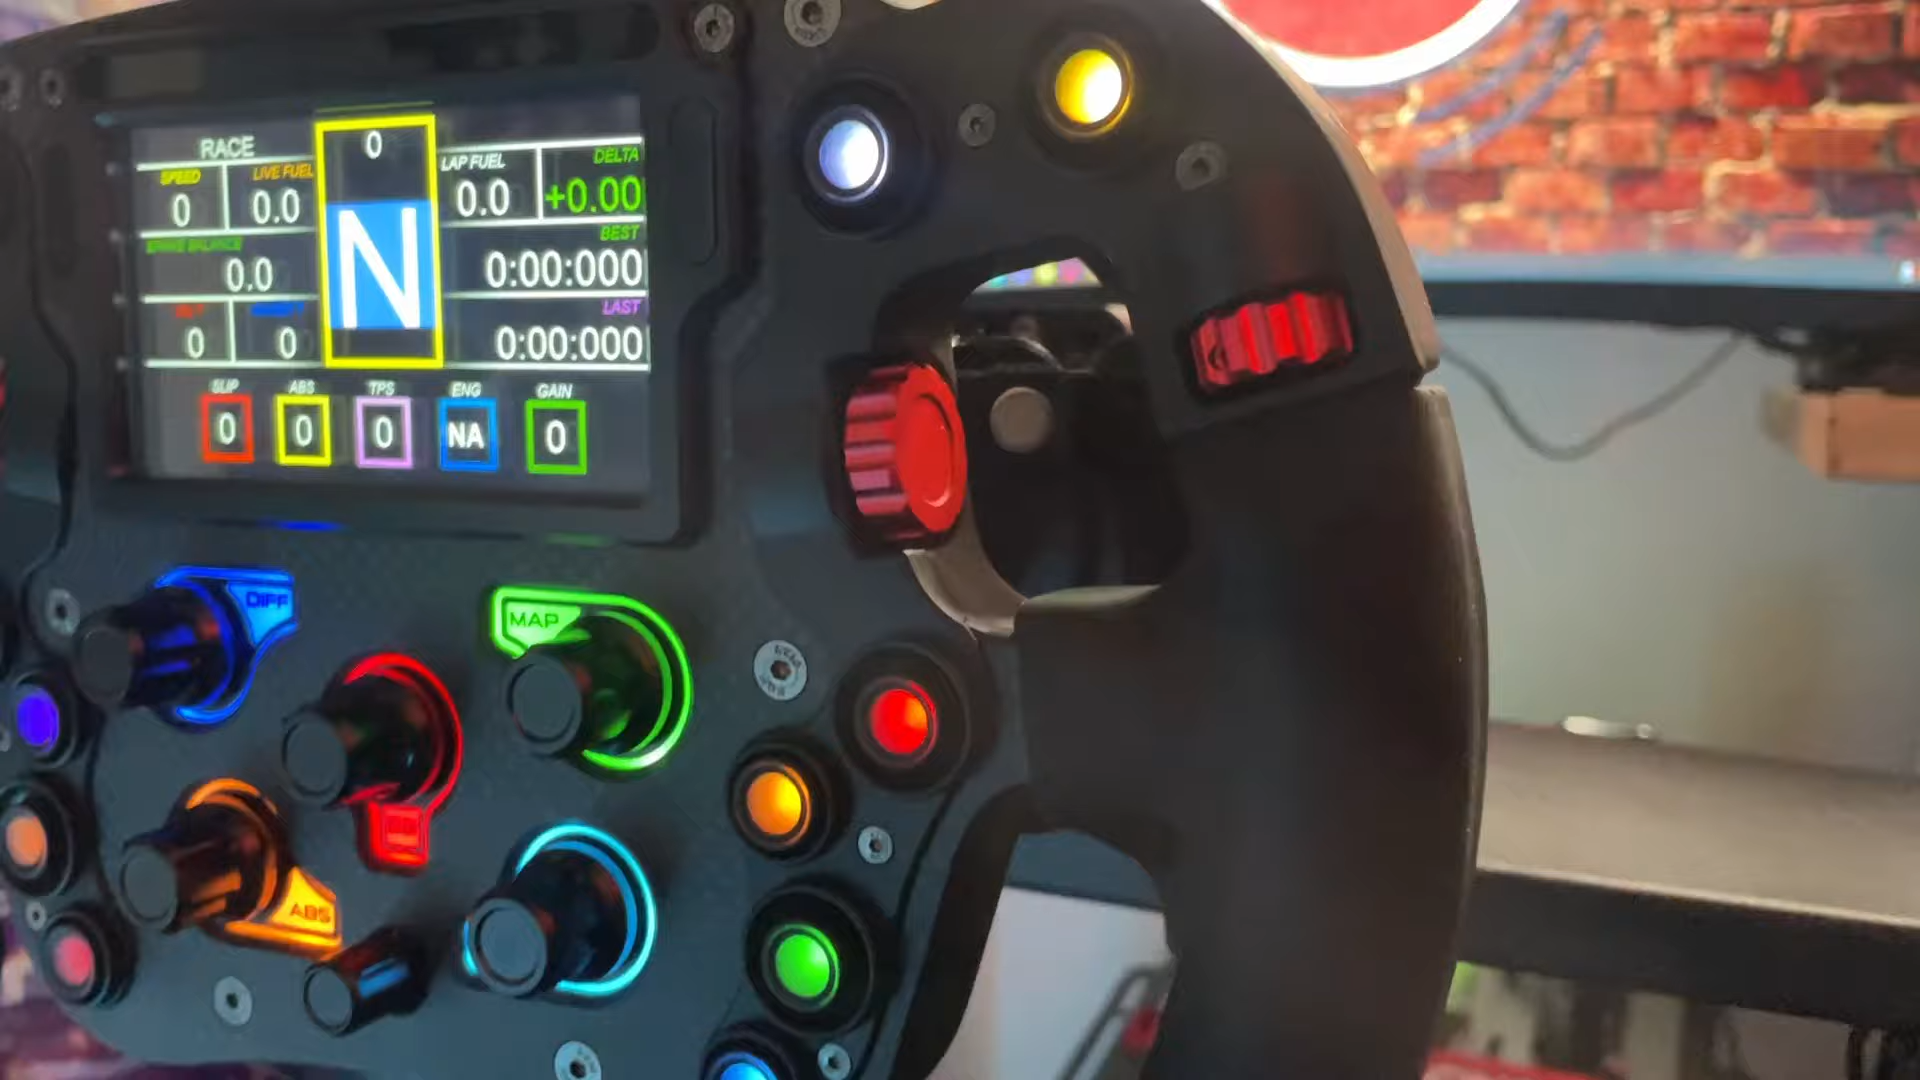 RACE
0
SPEED
LIVE FUEL
LAP FUEL
DELTA
0
0.0
0.0
+0.00
N
BRAKE BALANCE
BEST
0.0
0:00:000
LAST
0
0
0:00:000
SLIP
ABS
TPS
ENG
GAIN
0
0
0
NA
0
DIFF
MAP
ABS